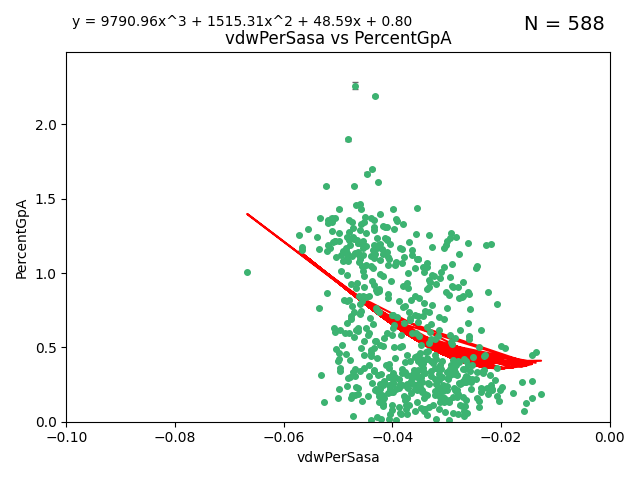 y = 9790.96x^3 + 1515.31x^2 + 48.59x + 0.80
N = 588
vdwPerSasa vs PercentGpA
PercentGpA
2.0
1.5
1.0
0.5
0.0
−0.10
−0.08
−0.06
−0.04
−0.02
0.00
vdwPerSasa